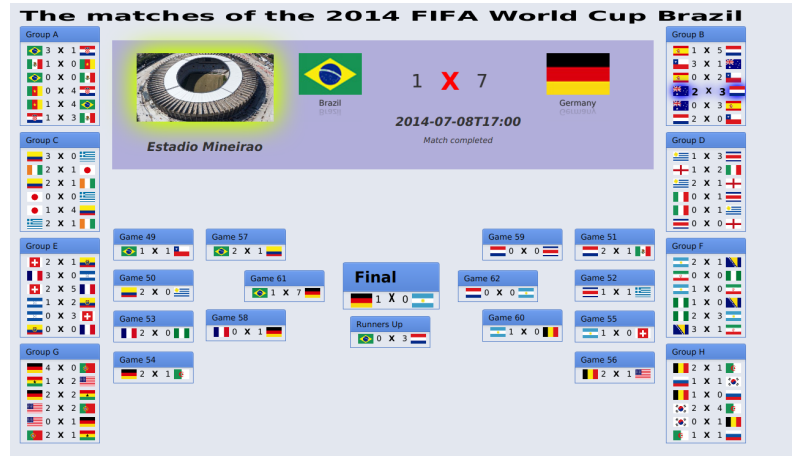 The matches of the 2014 FIFA World Cup Brazil
Group A
3 X 1
1 X 0
0 X 0
0 X 4
1 X 4
1 X 3
Group C
3 X 0
2 X 1
2 X 1
0 X 0
1 X 4
2 X 1
Group E
2 X 1
3 X 0
2 X 5
1 X 2
0 X 3
0 X 0
Group G
4 X 0
1 X 2
2 X 2
2 X 2
0 X 1
2 X 1
Estadio Mineirao
Brazil
1 X 7
Germany
2014-07-08T17:00
Match completed
Game 49
1 X 1
Game 50
2 X 0
Game 53
2 X 0
Game 54
2 X 1
Game 57
2 X 1
Game 61
1 X 7
Game 58
0 X 1
Final
1 X 0
Runners Up
0 X 3
Game 59
0 X 0
Game 62
0 X 0
Game 60
1 X 0
Game 51
2 X 1
Game 52
1 X 1
Game 55
1 X 0
Game 56
2 X 1
Group B
1 X 5
3 X 1
0 X 2
2 X 3
0 X 3
2 X 0
Group D
1 X 3
1 X 2
2 X 1
0 X 1
0 X 1
0 X 0
Group F
2 X 1
0 X 0
1 X 0
1 X 0
2 X 3
3 X 1
Group H
2 X 1
1 X 1
1 X 0
2 X 4
0 X 1
1 X 1